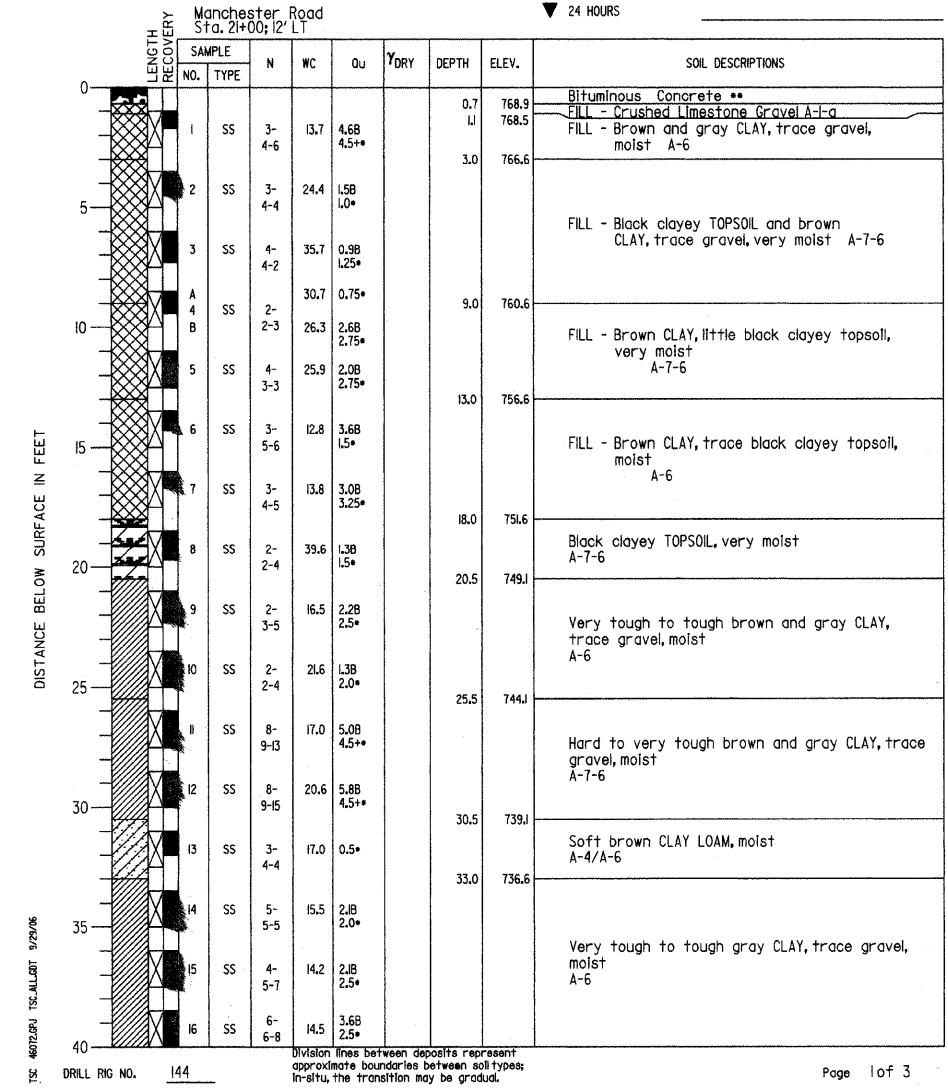 Manchester Road
Sta. 21+00; 12' LT
▼ 24 HOURS
LENGTH
RECOVERY
SAMPLE
NO. TYPE N WC Qu γDRY DEPTH ELEV. SOIL DESCRIPTIONS
0
Bituminous Concrete **
0.7 768.9
FILL - Crushed Limestone Gravel A-1-a
1.1 768.5
1 SS 3- 13.7 4.6B
4-6 4.5+*
FILL - Brown and gray CLAY, trace gravel,
moist A-6
3.0 766.6
2 SS 3- 24.4 1.5B
4-4 1.0*
5
FILL - Black clayey TOPSOIL and brown
CLAY, trace gravel, very moist A-7-6
3 SS 4- 35.7 0.9B
4-2 1.25*
A 30.7 0.75*
4 SS 2-
9.0 760.6
B 2-3 26.3 2.6B
2.75*
10
FILL - Brown CLAY, little black clayey topsoil,
very moist
A-7-6
5 SS 4- 25.9 2.0B
3-3 2.75*
13.0 756.6
6 SS 3- 12.8 3.6B
5-6 1.5*
15
FILL - Brown CLAY, trace black clayey topsoil,
moist
A-6
7 SS 3- 13.8 3.0B
4-5 3.25*
18.0 751.6
8 SS 2- 39.6 1.3B
2-4 1.5*
Black clayey TOPSOIL, very moist
A-7-6
20
20.5 749.1
9 SS 2- 16.5 2.2B
3-5 2.5*
Very tough to tough brown and gray CLAY,
trace gravel, moist
A-6
10 SS 2- 21.6 1.3B
2-4 2.0*
25
25.5 744.1
11 SS 8- 17.0 5.0B
9-13 4.5+*
Hard to very tough brown and gray CLAY, trace
gravel, moist
A-7-6
12 SS 8- 20.6 5.8B
9-15 4.5+*
30
30.5 739.1
13 SS 3- 17.0 0.5*
4-4
Soft brown CLAY LOAM, moist
A-4/A-6
33.0 736.6
14 SS 5- 15.5 2.1B
5-5 2.0*
35
Very tough to tough gray CLAY, trace gravel,
moist
A-6
15 SS 4- 14.2 2.1B
5-7 2.5*
16 SS 6- 14.5 3.6B
6-8 2.5*
40
DISTANCE BELOW SURFACE IN FEET
TSC 46072.GPJ TSC_ALL.GDT 9/29/06
DRILL RIG NO. 144
Division lines between deposits represent
approximate boundaries between soil types;
in-situ, the transition may be gradual.
Page 1 of 3